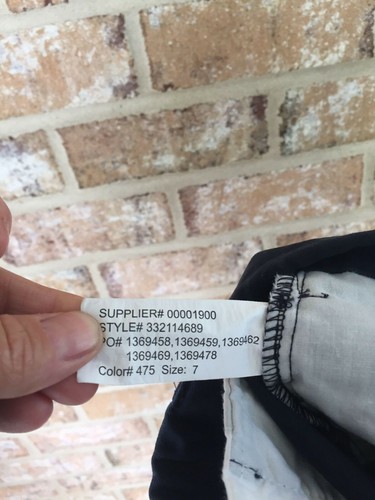 SUPPLIER# 00001900
STYLE# 332114689
PO# 1369458,1369459,1369462
1369469,1369478
Color# 475 Size: 7